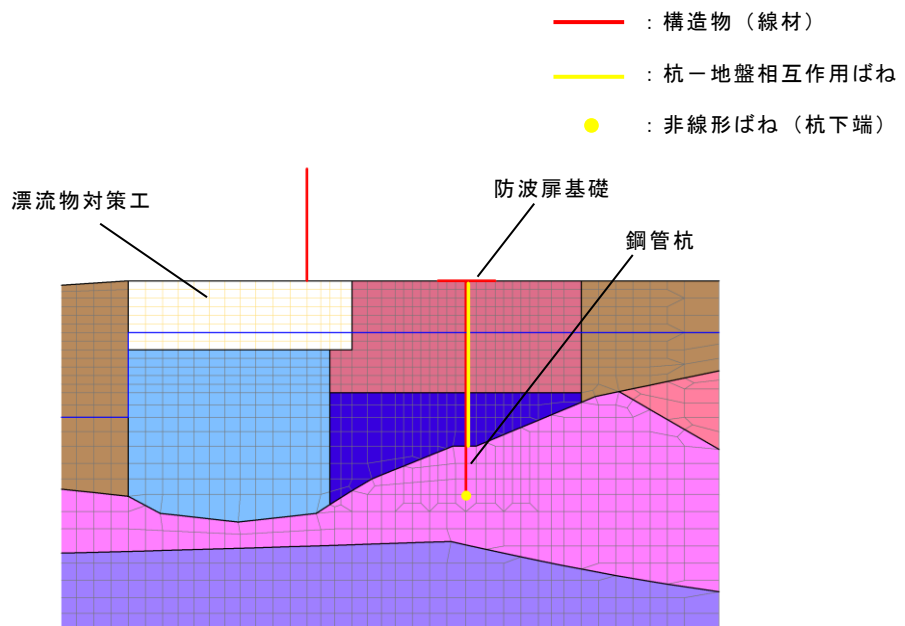 ：構造物（線材）
：杭－地盤相互作用ばね
：非線形ばね（杭下端）
漂流物対策工
防波扉基礎
鋼管杭